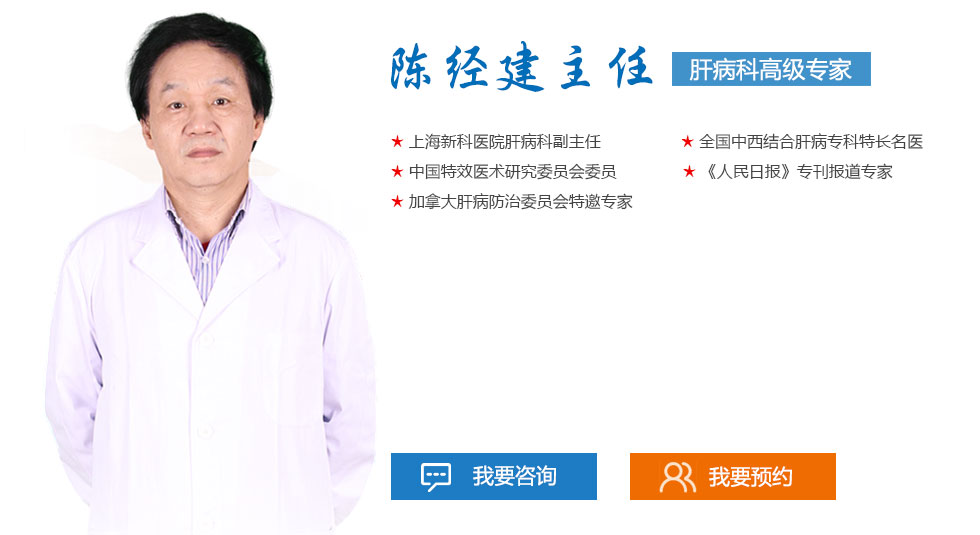 陈经建主任 肝病科高级专家
★ 上海新科医院肝病科副主任 ★ 全国中西结合肝病专科特长名医
★ 中国特效医术研究委员会委员 ★ 《人民日报》专刊报道专家
★ 加拿大肝病防治委员会特邀专家
我要咨询 我要预约